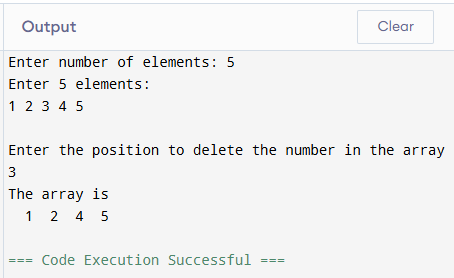 Output
Clear
Enter number of elements: 5
Enter 5 elements:
1 2 3 4 5
Enter the position to delete the number in the array
3
The array is
  1  2  4  5
=== Code Execution Successful ===